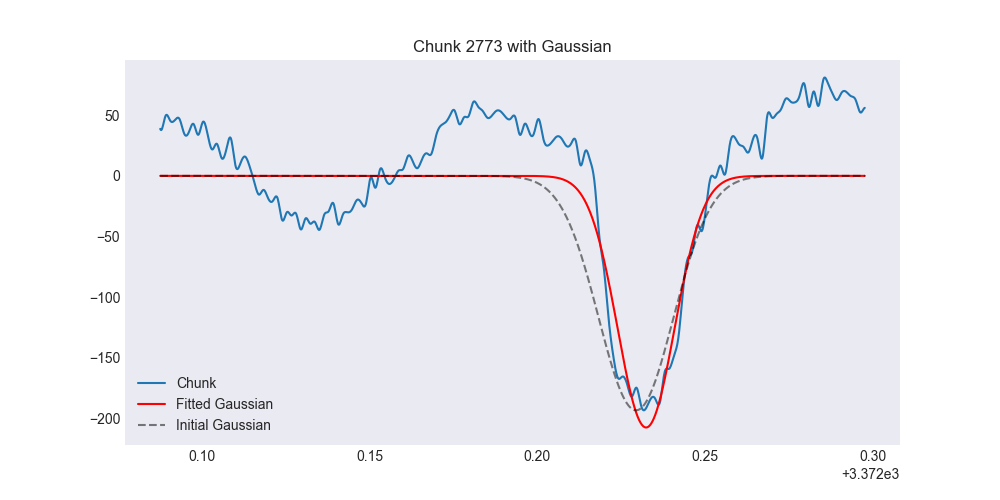 Chunk 2773 with Gaussian
50
0
−50
−100
−150
−200
Chunk
Fitted Gaussian
Initial Gaussian
0.10 0.15 0.20 0.25 0.30
+3.372e3